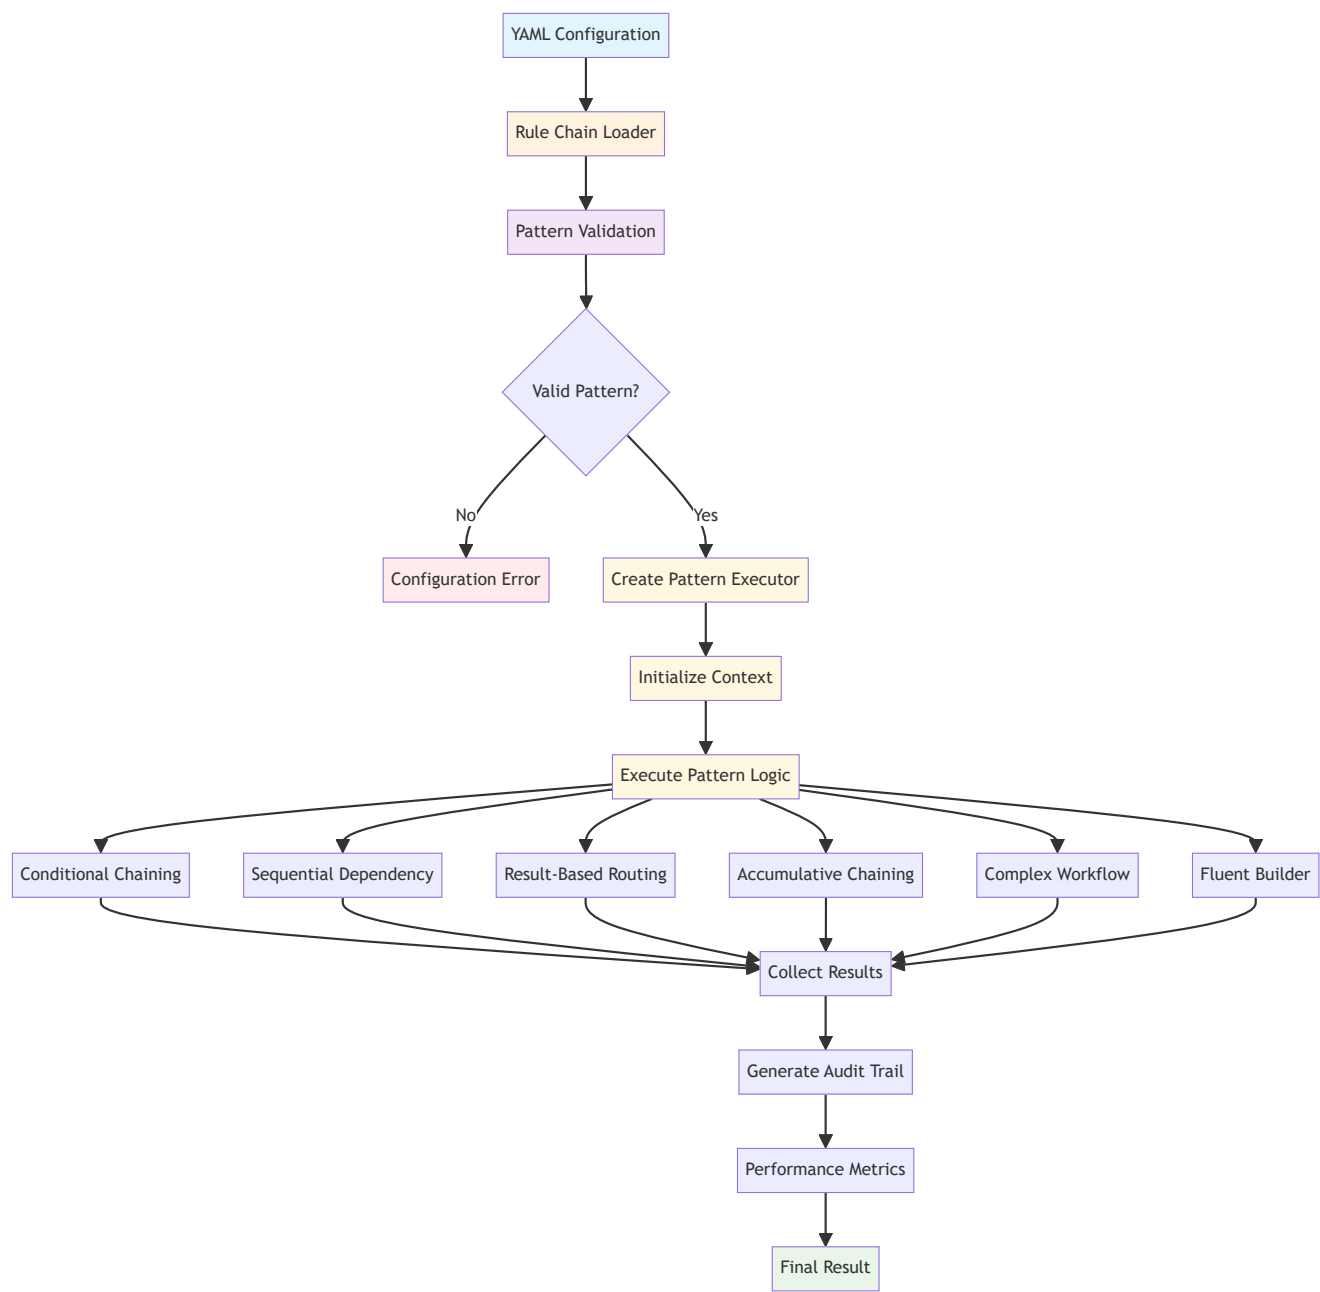 YAML Configuration
Rule Chain Loader
Pattern Validation
Valid Pattern?
No
Yes
Configuration Error
Create Pattern Executor
Initialize Context
Execute Pattern Logic
Conditional Chaining
Sequential Dependency
Result-Based Routing
Accumulative Chaining
Complex Workflow
Fluent Builder
Collect Results
Generate Audit Trail
Performance Metrics
Final Result